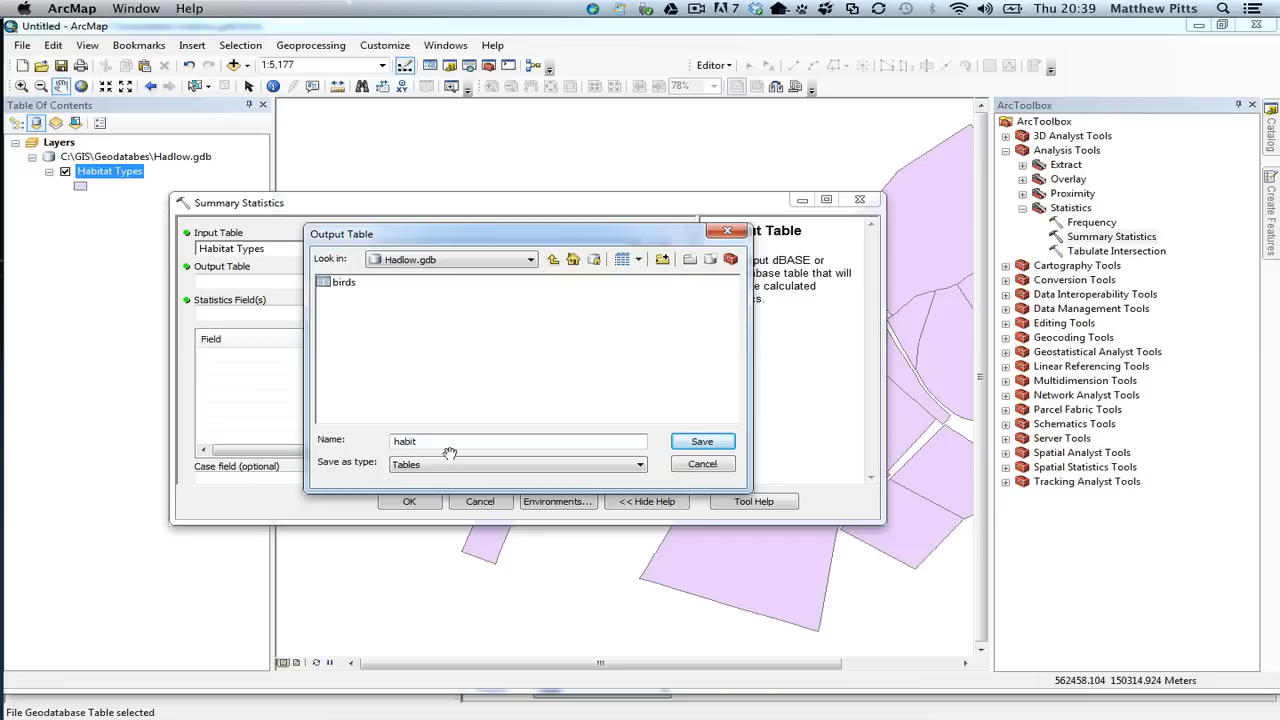 ArcMap Window Help
7
Thu 20:39 Matthew Pitts
Untitled - ArcMap
File Edit View Bookmarks Insert Selection Geoprocessing Customize Windows Help
1:5,177
Editor
78%
Table Of Contents
Layers
C:\GIS\Geodatabes\Hadlow.gdb
Habitat Types
Summary Statistics
Input Table
Habitat Types
Output Table
Statistics Field(s)
Field
Case field (optional)
OK Cancel Environments... << Hide Help Tool Help
Output Table
Look in: Hadlow.gdb
birds
Name: habit Save
Save as type: Tables Cancel
ut Table
put dBASE or
base table that will
e calculated
s.
ArcToolbox
ArcToolbox
3D Analyst Tools
Analysis Tools
Extract
Overlay
Proximity
Statistics
Frequency
Summary Statistics
Tabulate Intersection
Cartography Tools
Conversion Tools
Data Interoperability Tools
Data Management Tools
Editing Tools
Geocoding Tools
Geostatistical Analyst Tools
Linear Referencing Tools
Multidimension Tools
Network Analyst Tools
Parcel Fabric Tools
Schematics Tools
Server Tools
Spatial Analyst Tools
Spatial Statistics Tools
Tracking Analyst Tools
Catalog
Create Features
562458.104 150314.924 Meters
File Geodatabase Table selected